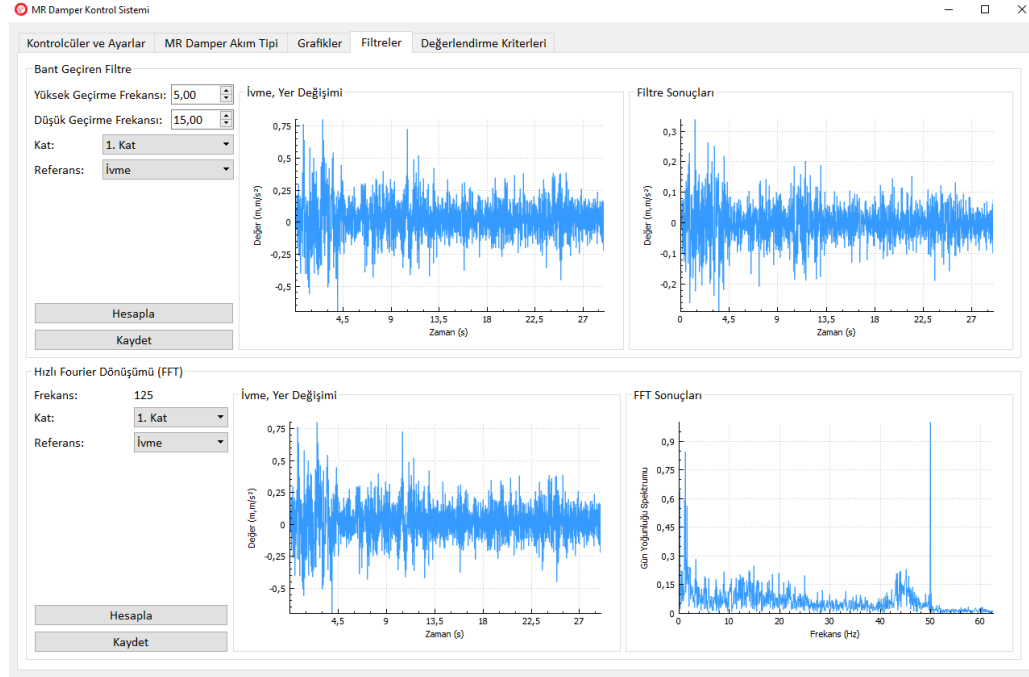 MR Damper Kontrol Sistemi
Kontrolcüler ve Ayarlar MR Damper Akım Tipi Grafikler Filtreler Değerlendirme Kriterleri
Bant Geçiren Filtre
Yüksek Geçirme Frekansı: 5,00
Düşük Geçirme Frekansı: 15,00
Kat: 1. Kat
Referans: İvme
Hesapla
Kaydet
İvme, Yer Değişimi
Değer (m,m/s²)
0,75
0,5
0,25
0
-0,25
-0,5
4,5 9 13,5 18 22,5 27
Zaman (s)
Filtre Sonuçları
Değer (m,m/s²)
0,3
0,2
0,1
0
-0,1
-0,2
0 4,5 9 13,5 18 22,5 27
Zaman (s)
Hızlı Fourier Dönüşümü (FFT)
Frekans: 125
Kat: 1. Kat
Referans: İvme
Hesapla
Kaydet
İvme, Yer Değişimi
Değer (m,m/s²)
0,75
0,5
0,25
0
-0,25
-0,5
4,5 9 13,5 18 22,5 27
Zaman (s)
FFT Sonuçları
Gün Yoğunluğu Spektrumu
0,9
0,75
0,6
0,45
0,3
0,15
0
0 10 20 30 40 50 60
Frekans (Hz)